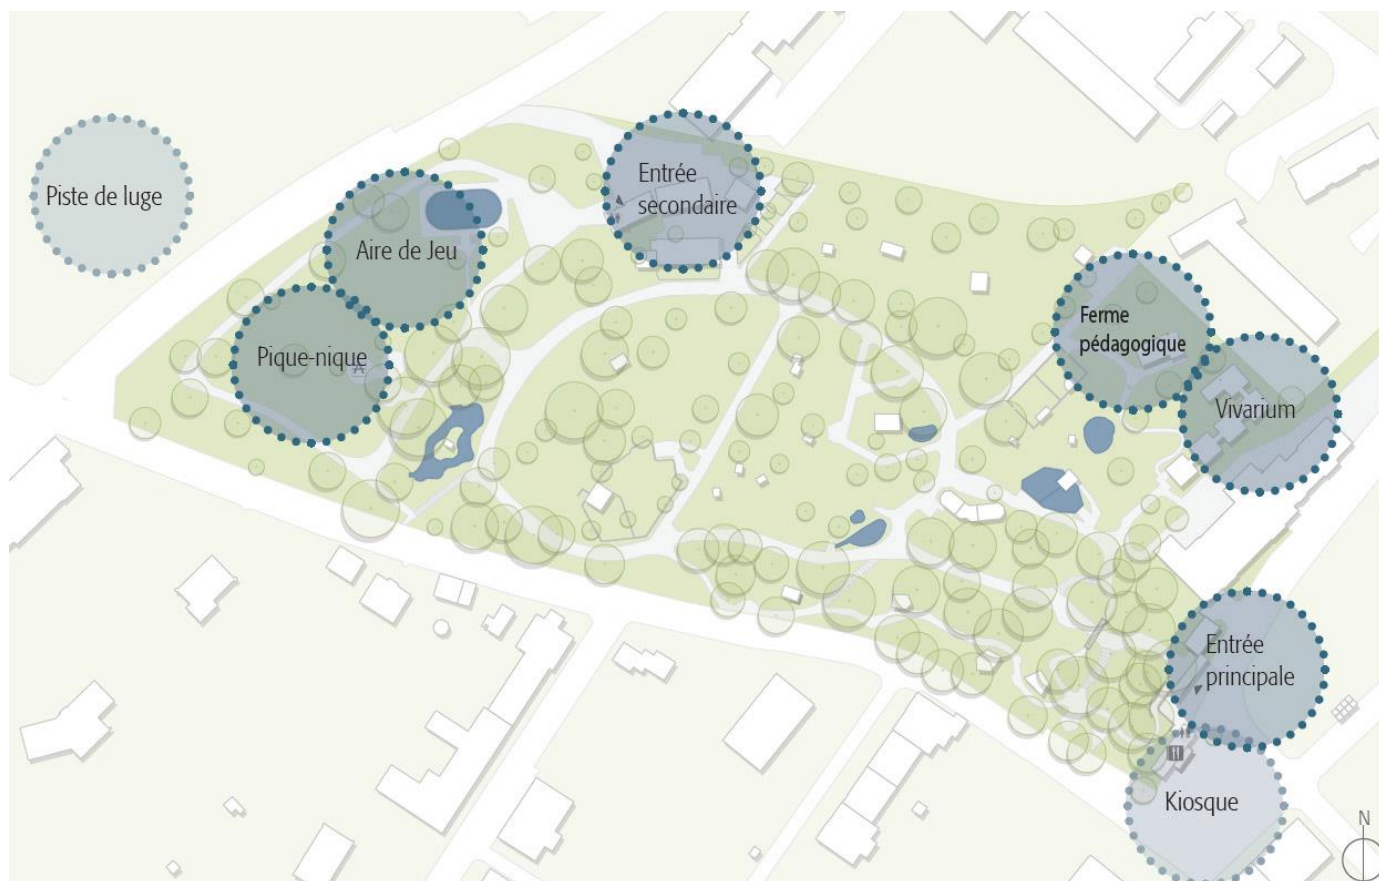 Entrée
secondaire
Piste de luge
Aire de Jeu
Pique-nique
Ferme
pédagogique
Vivarium
Entrée
principale
Kiosque
N